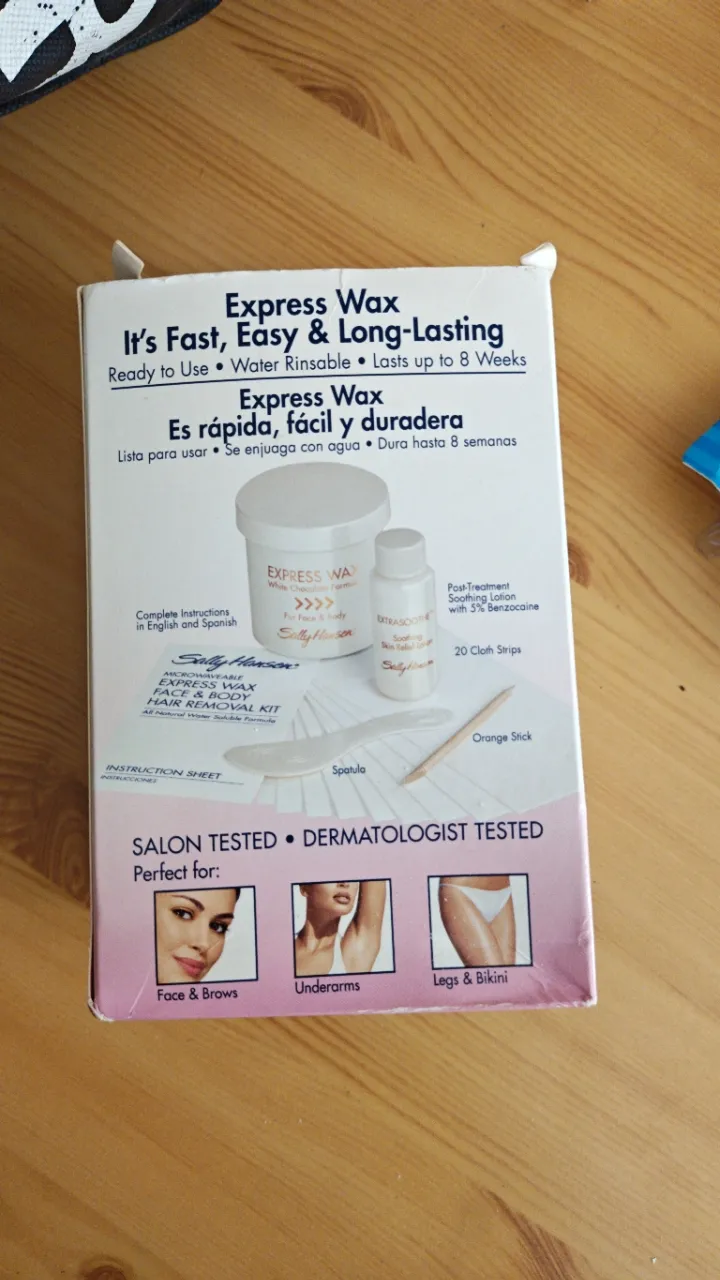 Express Wax
It's Fast, Easy & Long-Lasting
Ready to Use • Water Rinsable • Lasts up to 8 Weeks
Express Wax
Es rápida, fácil y duradera
Lista para usar • Se enjuaga con agua • Dura hasta 8 semanas
EXPRESS WAX
White Chocolate Formula
>>>>
For Face & Body
Sally Hansen
EXTRASOOTHE™
Soothing
Skin Relief Lotion
Sally Hansen
Complete Instructions
in English and Spanish
Post-Treatment
Soothing Lotion
with 5% Benzocaine
20 Cloth Strips
Sally Hansen®
MICROWAVEABLE
EXPRESS WAX
FACE & BODY
HAIR REMOVAL KIT
All Natural Water Soluble Formula
INSTRUCTION SHEET
INSTRUCCIONES
Spatula
Orange Stick
SALON TESTED • DERMATOLOGIST TESTED
Perfect for:
Face & Brows
Underarms
Legs & Bikini